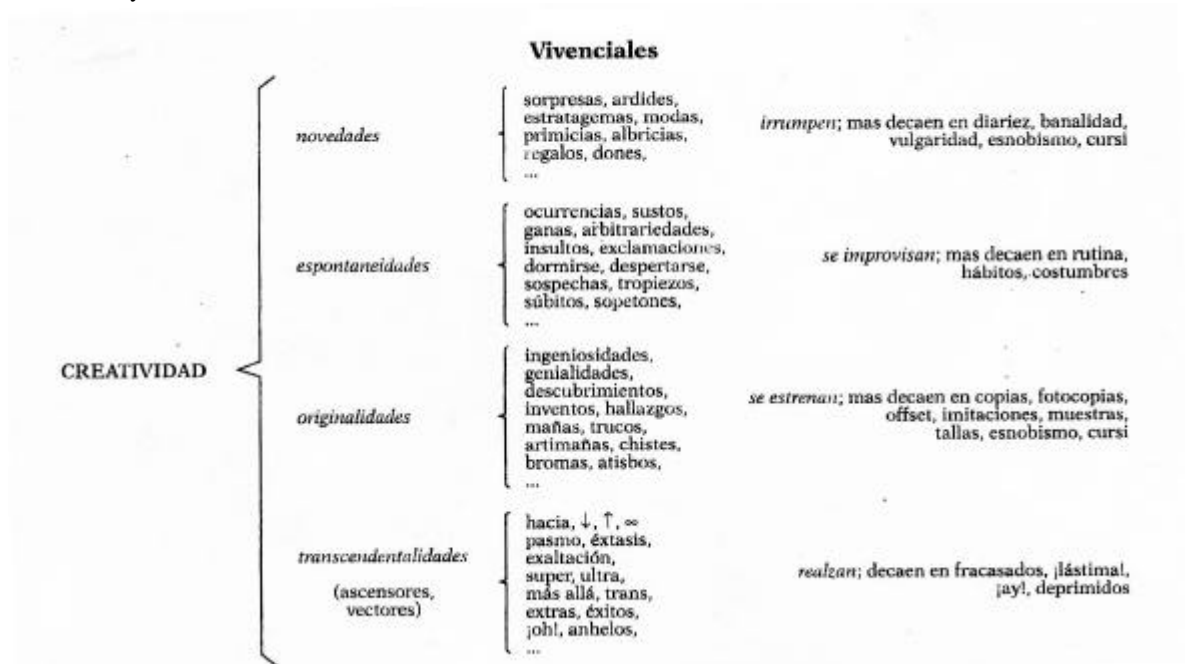 Vivenciales
CREATIVIDAD
novedades
sorpresas, ardides,
estratagemas, modas,
primicias, albricias,
regalos, dones,
...
irrumpen; mas decaen en diariez, banalidad,
vulgaridad, esnobismo, cursi
espontaneidades
ocurrencias, sustos,
ganas, arbitrariedades,
insultos, exclamaciones,
dormirse, despertarse,
sospechas, tropiezos,
súbitos, sopetones,
...
se improvisan; mas decaen en rutina,
hábitos, costumbres
originalidades
ingeniosidades,
genialidades,
descubrimientos,
inventos, hallazgos
mañas, trucos,
artimañas, chistes,
bromas, atisbos,
...
se estrenan; mas decaen en copias, fotocopias,
offset, imitaciones, muestras,
tallas, esnobismo, cursi
transcendentalidades
(ascensores,
vectores)
hacia, ↓, ↑, ∞
pasmo, éxtasis,
exaltación,
super, ultra,
más allá, trans,
extras, éxitos,
¡oh!, anhelos,
...
realzan; decaen en fracasados, ¡lástima!,
¡ay!, deprimidos